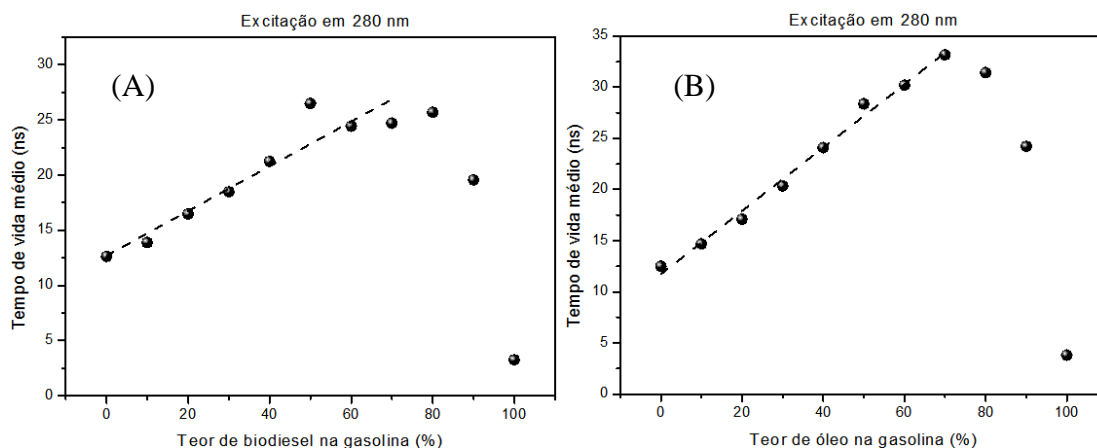 Excitação em 280 nm
(A)
Tempo de vida médio (ns)
30
25
20
15
10
5
0
0 20 40 60 80 100
Teor de biodiesel na gasolina (%)
Excitação em 280 nm
(B)
Tempo de vida médio (ns)
35
30
25
20
15
10
5
0
0 20 40 60 80 100
Teor de óleo na gasolina (%)